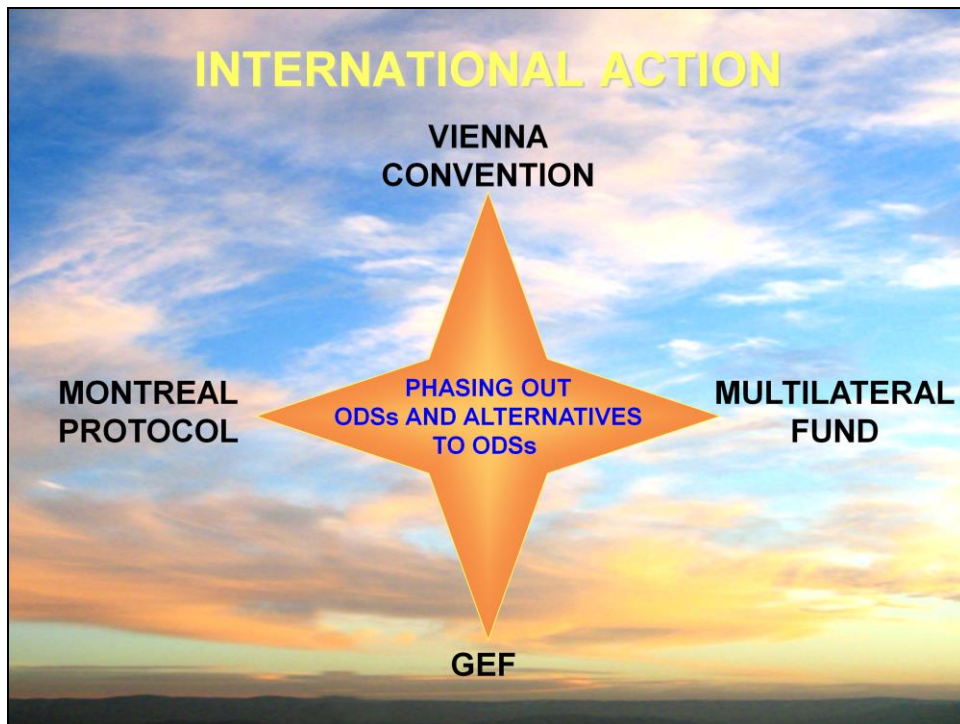 INTERNATIONAL ACTION
VIENNA
CONVENTION
MONTREAL
PROTOCOL
PHASING OUT
ODSs AND ALTERNATIVES
TO ODSs
MULTILATERAL
FUND
GEF